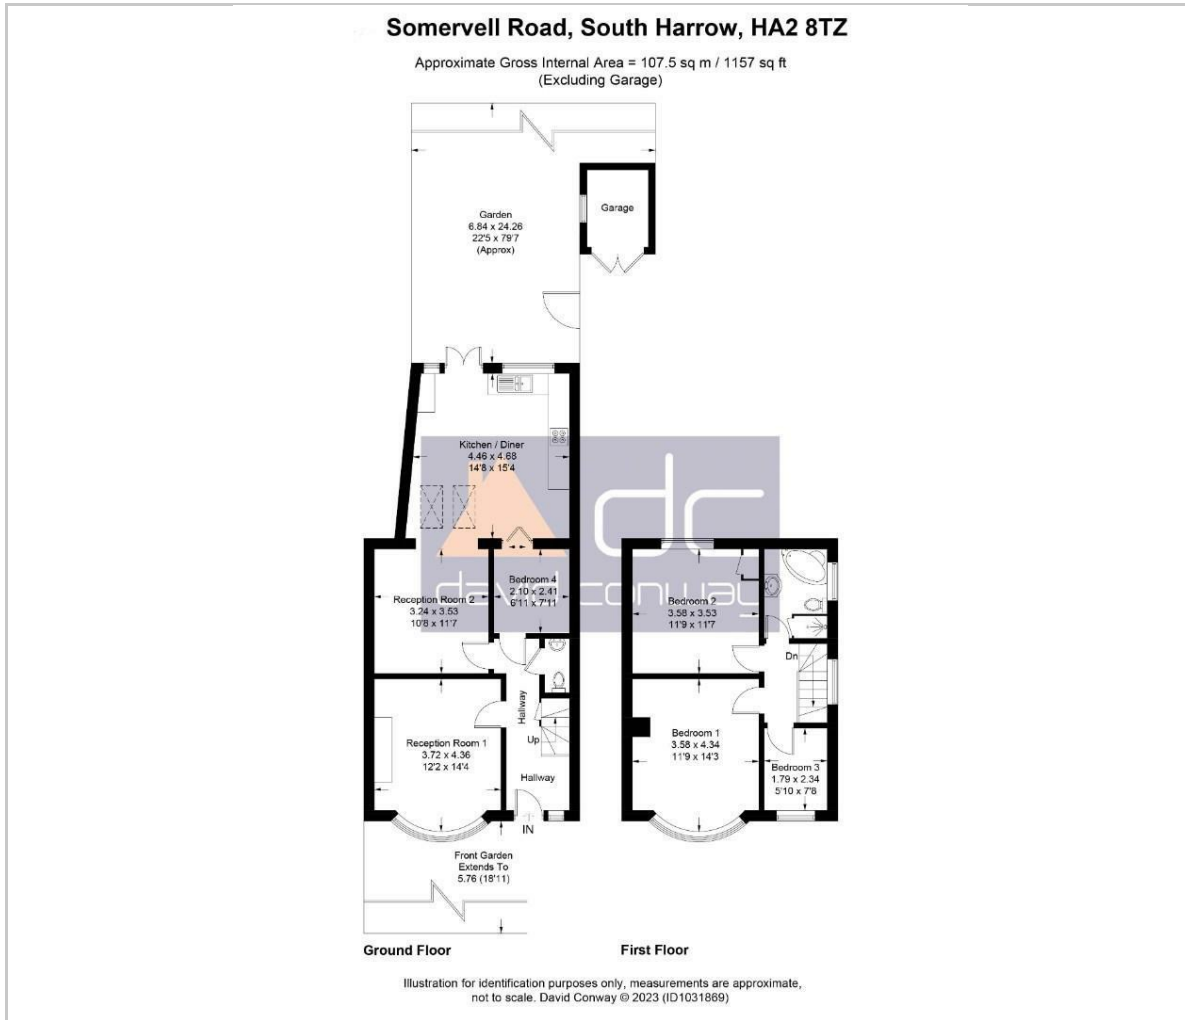 Somervell Road, South Harrow, HA2 8TZ
Approximate Gross Internal Area = 107.5 sq m / 1157 sq ft
(Excluding Garage)
Garden
6.84 x 24.26
22'5 x 79'7
(Approx)
Garage
Kitchen / Diner
4.46 x 4.68
14'8 x 15'4
dc
david conway
Reception Room 2
3.24 x 3.53
10'8 x 11'7
Bedroom 4
2.10 x 2.41
6'11 x 7'11
Hallway
Up
Reception Room 1
3.72 x 4.36
12'2 x 14'4
Hallway
IN
Front Garden
Extends To
5.76 (18'11)
Ground Floor
Bedroom 2
3.58 x 3.53
11'9 x 11'7
Dn
Bedroom 1
3.58 x 4.34
11'9 x 14'3
Bedroom 3
1.79 x 2.34
5'10 x 7'8
First Floor
Illustration for identification purposes only, measurements are approximate,
not to scale. David Conway © 2023 (ID1031869)